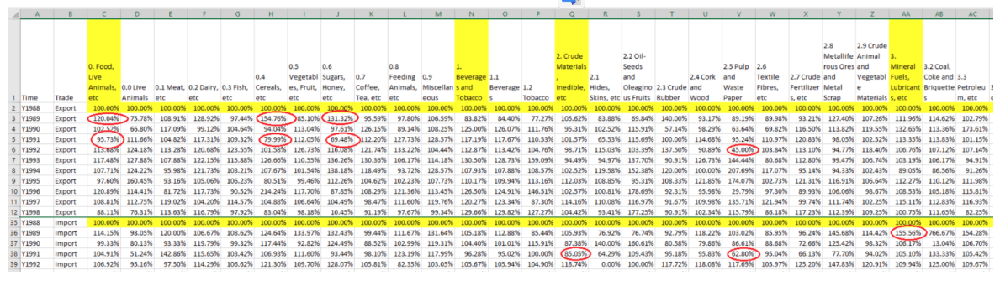 A B C D E F G H I J K L M N O P Q R S T U V W X Y Z AA AB AC
2.8 2.9 Crude
Metallife Animal 3.
0. Food, 2. Crude 2.2 Oil- rous Ores and Mineral
Live 0.5 0.6 0.8 1. Materials Seeds 2.5 Pulp 2.6 and Vegetabl Fuels, 3.2 Coal,
Animals, 0.4 Vegetabl Sugars, 0.7 Feeding 0.9 Beverage 1.1 , and 2.4 Cork and Textile 2.7 Crude Metal e Lubricant Coke and 3.3
etc 0.0 Live 0.1 Meat, 0.2 Dairy, 0.3 Fish, Cereals, es, Fruit, Honey, Coffee, Animals, Miscellan s and Beverage 1.2 Inedible, 2.1 Hides, Oleagino 2.3 Crude and Waste Fibres, Fertilizer Briquette Petroleu
1 Time Trade Animals etc etc etc etc etc etc Tea, etc etc eous Tobacco s Tobacco etc Skins, etc us Fruits Rubber Wood Paper etc s, etc Scrap Materials s, etc s m, etc
2 Y1988 Export 100.00% 100.00% 100.00% 100.00% 100.00% 100.00% 100.00% 100.00% 100.00% 100.00% 100.00% 100.00% 100.00% 100.00% 100.00% 100.00% 100.00% 100.00% 100.00% 100.00% 100.00% 100.00% 100.00% 100.00% 100.00% 100.00% 100.00%
3 Y1989 Export 120.04% 75.78% 108.91% 128.92% 97.44% 154.76% 85.10% 131.32% 95.59% 97.80% 106.59% 83.82% 84.40% 77.27% 105.62% 83.88% 69.84% 140.00% 93.17% 89.19% 89.98% 93.21% 127.40% 107.26% 111.96% 114.62% 102.79%
4 Y1990 Export 102.52% 66.80% 117.09% 99.12% 104.64% 94.04% 113.04% 97.61% 126.15% 89.14% 108.25% 125.00% 126.07% 111.76% 95.31% 102.52% 115.91% 57.14% 98.29% 63.64% 69.82% 116.50% 113.82% 119.55% 132.65% 113.36% 173.61%
5 Y1991 Export 95.73% 111.66% 104.82% 117.31% 109.32% 79.99% 112.05% 69.48% 112.20% 127.73% 128.57% 117.19% 117.67% 110.53% 101.57% 65.53% 115.69% 100.00% 114.68% 95.24% 110.97% 120.83% 98.05% 102.52% 113.35% 113.83% 101.15%
6 Y1992 Export 113.68% 124.18% 113.28% 120.68% 123.55% 101.58% 126.73% 116.08% 121.74% 133.22% 104.44% 112.87% 113.42% 104.76% 98.71% 115.03% 103.39% 137.50% 90.89% 45.00% 103.84% 113.10% 94.77% 118.40% 106.76% 107.12% 107.14%
7 Y1993 Export 117.48% 127.88% 107.88% 122.15% 115.88% 126.66% 110.55% 136.26% 130.36% 106.17% 114.18% 130.50% 128.73% 159.09% 94.49% 94.97% 137.70% 90.91% 126.73% 144.44% 80.68% 112.80% 99.47% 106.74% 103.19% 106.17% 94.91%
8 Y1994 Export 107.71% 124.22% 95.98% 121.73% 103.21% 107.67% 101.54% 138.18% 118.49% 93.72% 128.57% 107.93% 107.88% 108.57% 102.52% 119.58% 152.38% 120.00% 100.00% 207.69% 117.07% 95.14% 94.33% 102.43% 89.05% 86.56% 91.26%
9 Y1995 Export 97.60% 160.45% 93.16% 105.06% 106.23% 80.51% 99.46% 112.26% 104.62% 102.23% 107.73% 110.17% 109.94% 113.16% 112.03% 108.85% 95.31% 108.33% 121.85% 174.07% 102.73% 121.31% 116.91% 106.64% 112.27% 110.12% 111.98%
10 Y1996 Export 120.89% 114.41% 81.72% 117.73% 90.52% 214.24% 117.70% 87.85% 108.29% 121.36% 113.45% 126.50% 124.91% 146.51% 102.57% 100.81% 178.69% 92.31% 95.98% 29.79% 97.30% 89.93% 106.06% 98.67% 108.53% 105.18% 115.81%
11 Y1997 Export 108.81% 112.75% 119.02% 104.20% 114.57% 104.88% 106.64% 104.49% 98.47% 111.60% 119.76% 120.27% 123.34% 87.30% 114.16% 110.08% 116.97% 91.67% 109.98% 135.71% 121.94% 99.74% 111.74% 102.25% 115.11% 112.83% 116.93%
12 Y1998 Export 88.11% 76.31% 113.63% 116.79% 97.92% 83.04% 98.18% 10.45% 91.19% 97.67% 99.34% 129.66% 129.82% 127.27% 104.42% 93.41% 177.25% 90.91% 102.34% 115.79% 86.18% 117.23% 112.39% 109.25% 100.75% 111.65% 82.25%
35 Y1988 Import 100.00% 100.00% 100.00% 100.00% 100.00% 100.00% 100.00% 100.00% 100.00% 100.00% 100.00% 100.00% 100.00% 100.00% 100.00% 100.00% 100.00% 100.00% 100.00% 100.00% 100.00% 100.00% 100.00% 100.00% 100.00% 100.00% 100.00%
36 Y1989 Import 114.15% 98.05% 120.00% 106.67% 108.62% 124.64% 133.97% 132.43% 99.44% 111.67% 131.64% 105.18% 112.88% 85.44% 105.93% 76.92% 76.74% 92.79% 118.22% 103.02% 85.95% 96.24% 145.68% 114.42% 155.56% 766.67% 154.28%
37 Y1990 Import 99.33% 80.13% 93.33% 119.79% 99.32% 117.44% 92.82% 124.49% 88.52% 102.99% 119.31% 104.40% 101.01% 115.91% 87.38% 140.00% 160.61% 80.58% 79.86% 86.61% 88.68% 72.66% 125.42% 98.32% 106.17% 13.04% 106.70%
38 Y1991 Import 104.91% 51.24% 142.86% 115.65% 103.42% 106.93% 111.60% 93.44% 98.10% 123.19% 117.99% 96.28% 95.02% 100.00% 85.05% 64.29% 109.43% 95.18% 95.83% 62.80% 95.04% 66.13% 77.70% 94.02% 105.10% 133.33% 105.42%
39 Y1992 Import 106.92% 95.16% 97.50% 114.29% 106.62% 121.30% 109.70% 128.07% 105.81% 82.35% 103.05% 105.67% 105.94% 104.90% 118.74% 0.00% 100.00% 117.72% 118.08% 117.69% 105.97% 125.20% 147.83% 120.91% 109.94% 125.00% 109.67%